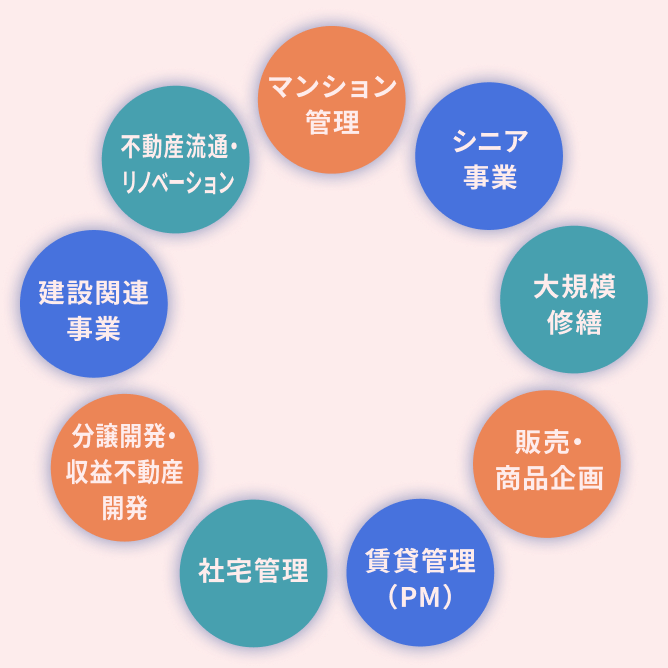 マンション
管理
シニア
事業
大規模
修繕
販売・
商品企画
賃貸管理
（PM）
社宅管理
分譲開発・
収益不動産
開発
建設関連
事業
不動産流通・
リノベーション